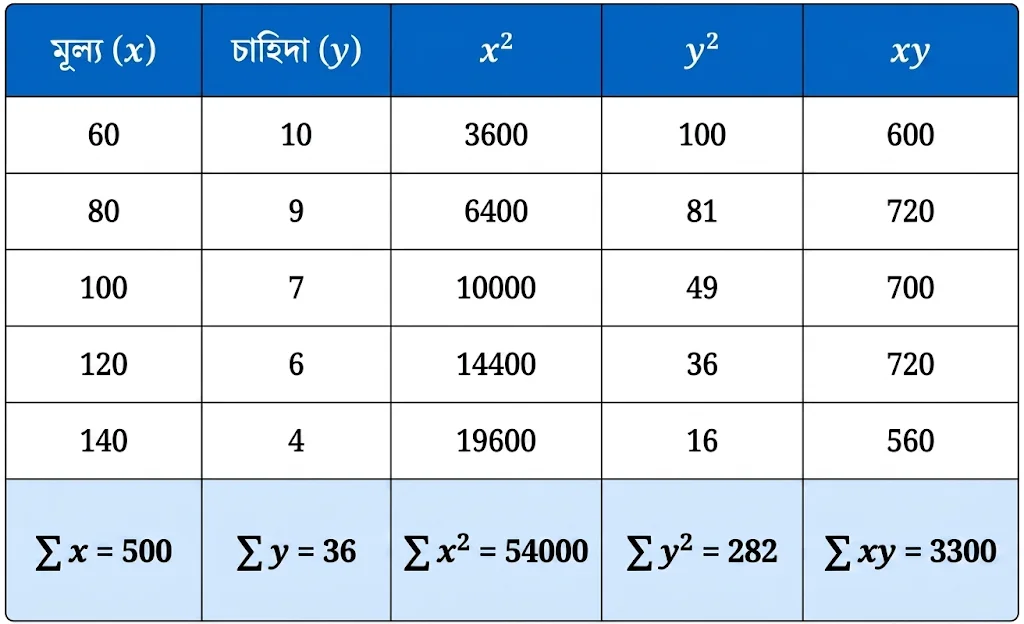 মূল্য (x) চাহিদা (y) x² y² xy
60 10 3600 100 600
80 9 6400 81 720
100 7 10000 49 700
120 6 14400 36 720
140 4 19600 16 560
∑ x = 500 ∑ y = 36 ∑ x² = 54000 ∑ y² = 282 ∑ xy = 3300